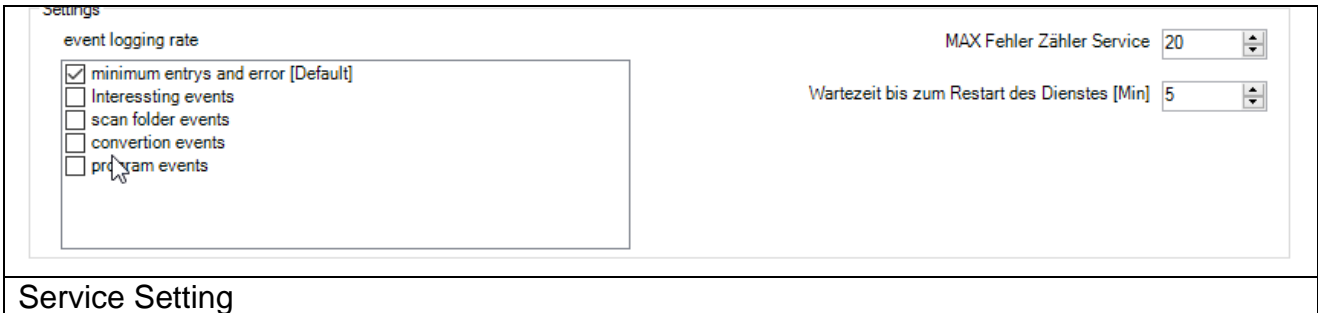 Settings
event logging rate
minimum entrys and error [Default]
Interessting events
scan folder events
convertion events
program events
MAX Fehler Zähler Service 20
Wartezeit bis zum Restart des Dienstes [Min] 5
Service Setting